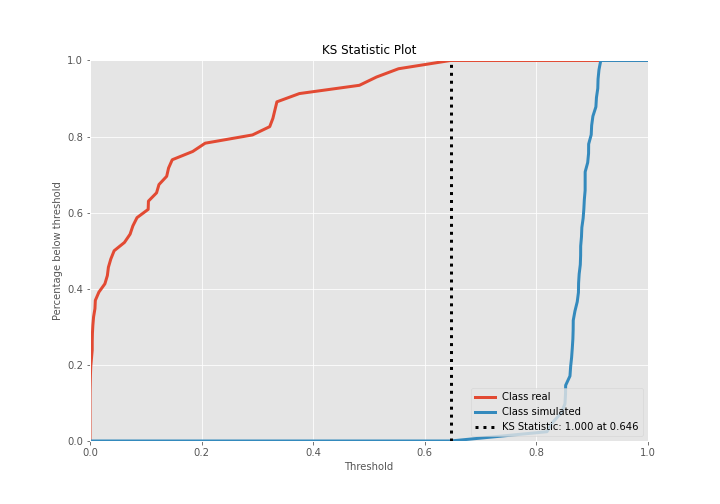 KS Statistic Plot
1.0
0.8
0.6
0.4
0.2
0.0
Percentage below threshold
Class real
Class simulated
KS Statistic: 1.000 at 0.646
0.0 0.2 0.4 0.6 0.8 1.0
Threshold